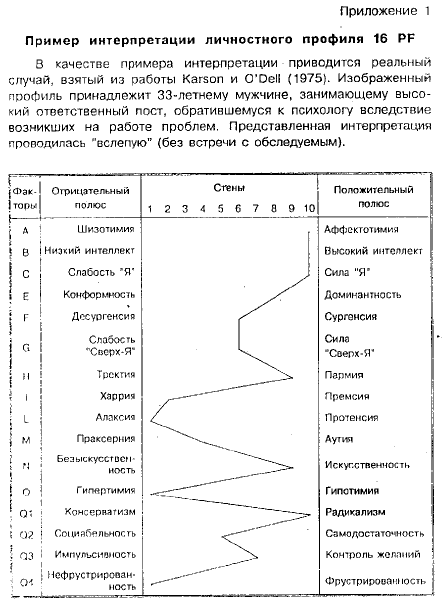 Приложение 1
Пример интерпретации личностного профиля 16 PF
В качестве примера интерпретации приводится реальный
случай, взятый из работы Karson и O'Dell (1975). Изображенный
профиль принадлежит 33-летнему мужчине, занимающему высо-
кий ответственный пост, обратившемуся к психологу вследствие
возникших на работе проблем. Представленная интерпретация
проводилась "вслепую" (без встречи с обследуемым).
Фак- Отрицательный Стены Положительный
торы полюс 1 2 3 4 5 6 7 8 9 10 полюс
A Шизотимия Аффектотимия
B Низкий интеллект Высокий интеллект
C Слабость "Я" Сила "Я"
E Конформность Доминантность
F Десургенсия Сургенсия
G Слабость "Сверх-Я" Сила "Сверх-Я"
H Тректия Пармия
I Харрия Премсия
L Алаксия Протенсия
M Праксерния Аутия
N Безыскусствен-ность Искусственность
O Гипертимия Гипотимия
Q1 Консерватизм Радикализм
Q2 Социабельность Самодостаточность
Q3 Импульсивность Контроль желаний
Q4 Нефрустрирован-ность Фрустрированность